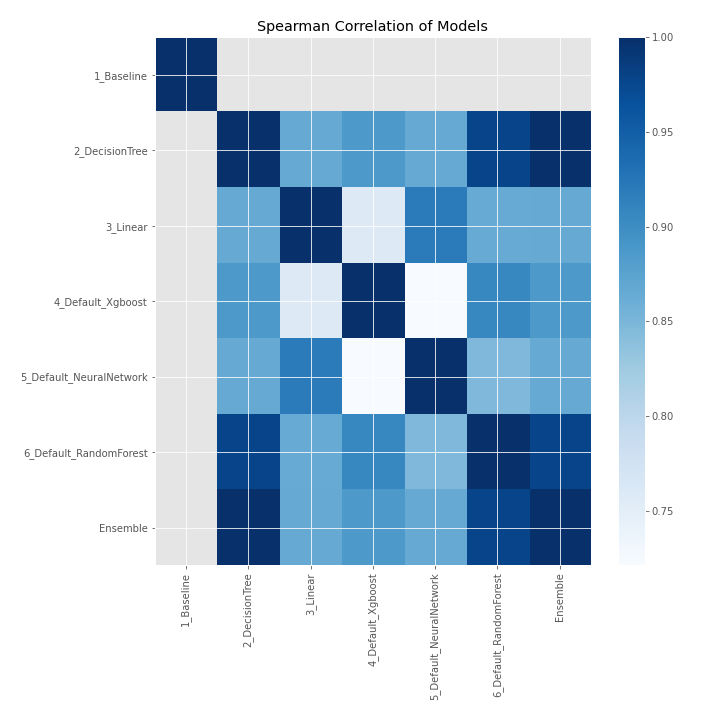 Spearman Correlation of Models
1_Baseline
2_DecisionTree
3_Linear
4_Default_Xgboost
5_Default_NeuralNetwork
6_Default_RandomForest
Ensemble
1_Baseline
2_DecisionTree
3_Linear
4_Default_Xgboost
5_Default_NeuralNetwork
6_Default_RandomForest
Ensemble
1.00
0.95
0.90
0.85
0.80
0.75